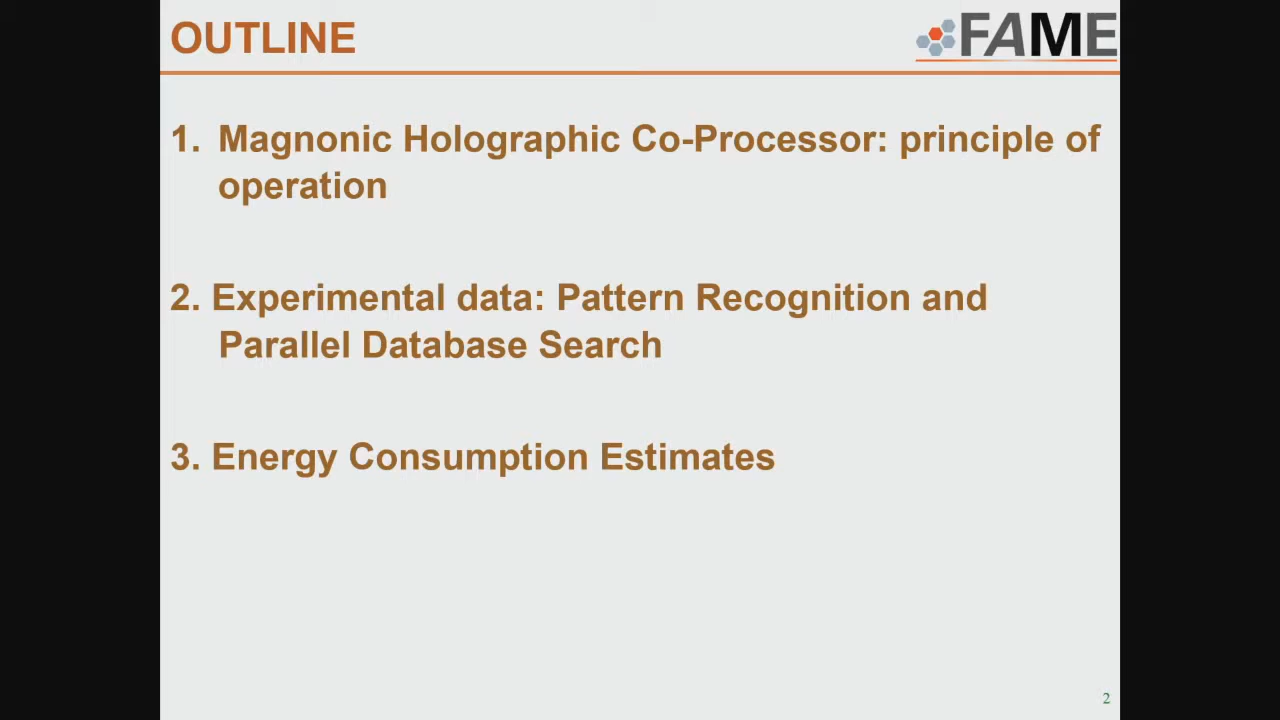 OUTLINE
FAME
1. Magnonic Holographic Co-Processor: principle of
operation
2. Experimental data: Pattern Recognition and
Parallel Database Search
3. Energy Consumption Estimates
2